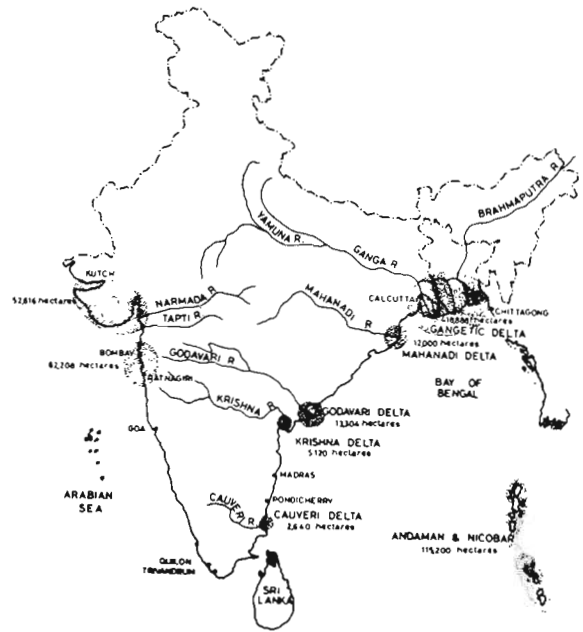 BRAHMAPUTRA R
YAMUNA R.
GANGA R
KUTCH
52,816 hectares
NARMADA R
TAPTI R
MAHANADI R
CALCUTTA
CHITTAGONG
418,888 hectares
GANGETIC DELTA
12,000 hectares
MAHANADI DELTA
BOMBAY
62,208 hectares
GODAVARI R
RATNAGIRI
BAY OF
BENGAL
KRISHNA R
GODAVARI DELTA
13,304 hectares
GOA
KRISHNA DELTA
5,120 hectares
MADRAS
ARABIAN
SEA
PONDICHERRY
CAUVERI R.
CAUVERI DELTA
2,640 hectares
ANDAMAN & NICOBAR
115,200 hectares
QUILON
TRIVANDRUM
SRI
LANKA